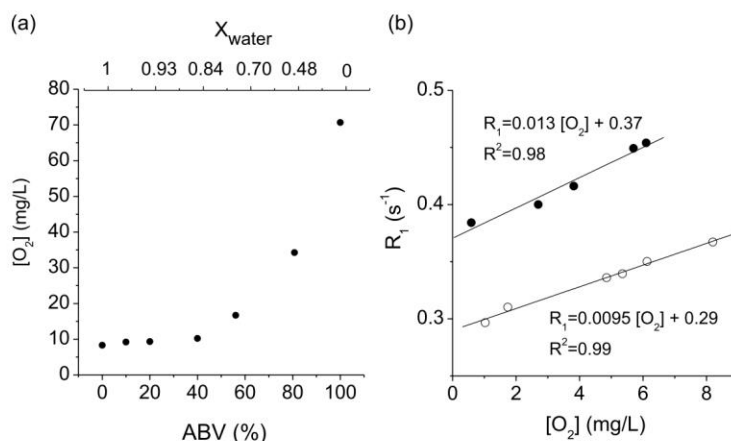 (a)
X_water
1 0.93 0.84 0.70 0.48 0
80
70
60
50
40
30
20
10
0
[O₂] (mg/L)
0 20 40 60 80 100
ABV (%)
(b)
0.5
0.4
0.3
R₁ (s⁻¹)
R₁=0.013 [O₂] + 0.37
R²=0.98
R₁=0.0095 [O₂] + 0.29
R²=0.99
0 2 4 6 8
[O₂] (mg/L)